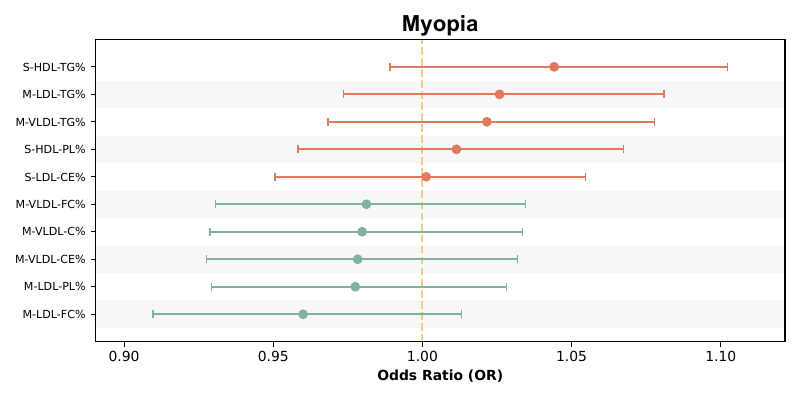 Myopia
S-HDL-TG%
M-LDL-TG%
M-VLDL-TG%
S-HDL-PL%
S-LDL-CE%
M-VLDL-FC%
M-VLDL-C%
M-VLDL-CE%
M-LDL-PL%
M-LDL-FC%
0.90 0.95 1.00 1.05 1.10
Odds Ratio (OR)